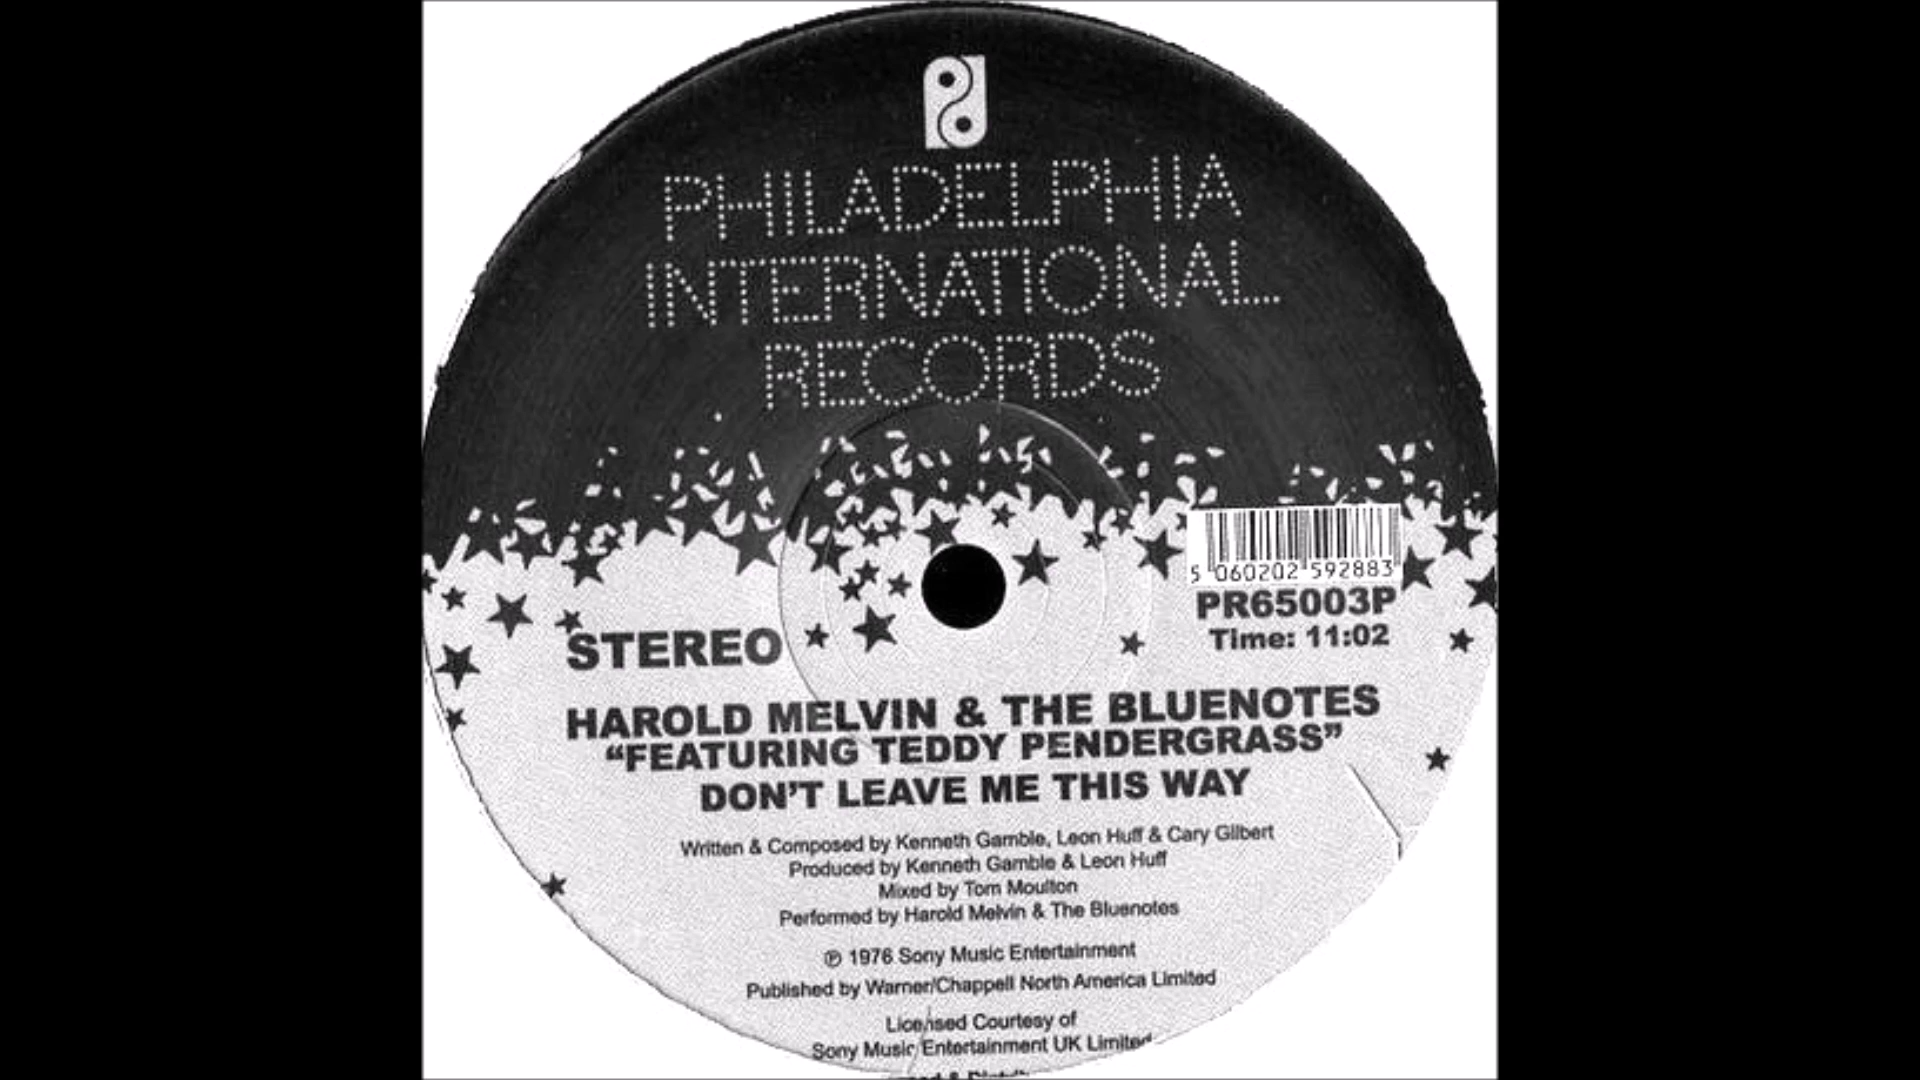 PHILADELPHIA
INTERNATIONAL
RECORDS
5 060202 592883
PR65003P
Time: 11:02
STEREO
HAROLD MELVIN & THE BLUENOTES
“FEATURING TEDDY PENDERGRASS”
DON’T LEAVE ME THIS WAY
Written & Composed by Kenneth Gamble, Leon Huff & Cary Gilbert
Produced by Kenneth Gamble & Leon Huff
Mixed by Tom Moulton
Performed by Harold Melvin & The Bluenotes
℗ 1976 Sony Music Entertainment
Published by Warner/Chappell North America Limited
Licensed Courtesy of
Sony Music Entertainment UK Limited